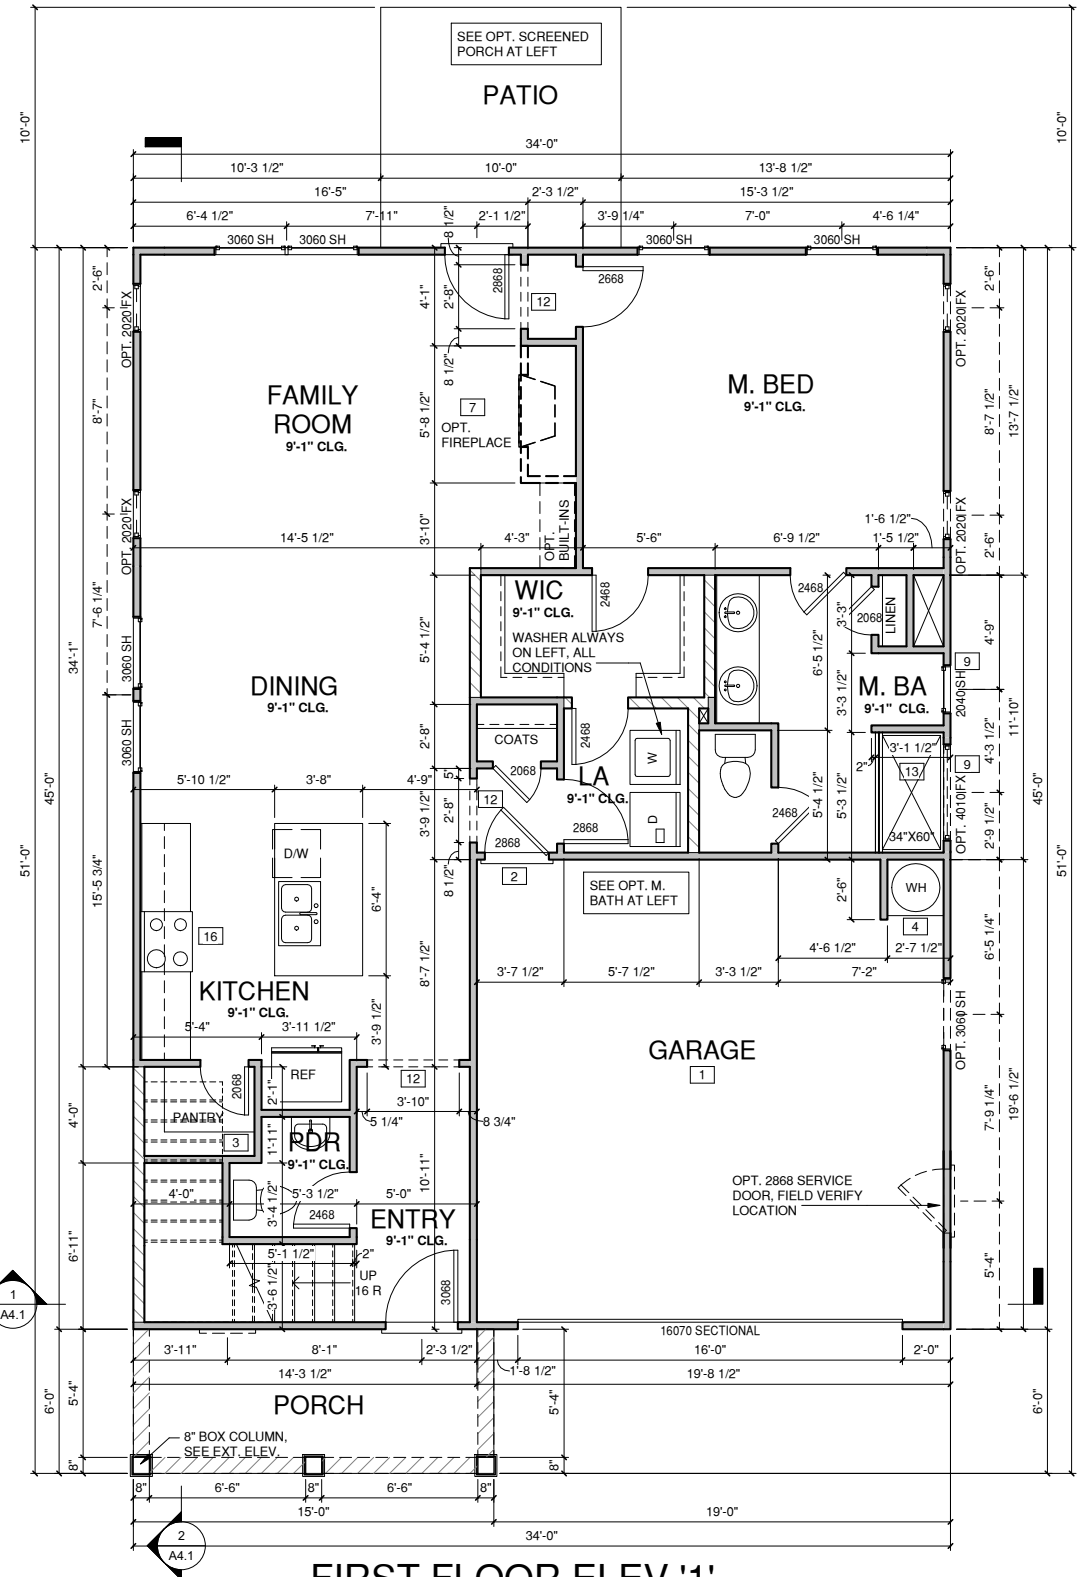 SEE OPT. SCREENED
PORCH AT LEFT
PATIO
10'-0"
10'-0"
34'-0"
10'-3 1/2"
10'-0"
13'-8 1/2"
16'-5"
2'-3 1/2"
15'-3 1/2"
6'-4 1/2"
7'-11"
8 1/2"
2'-1 1/2"
3'-9 1/4"
7'-0"
4'-6 1/4"
3060 SH
3060 SH
3060 SH
3060 SH
2'-6"
OPT. 2020 FX
4'-1"
2'-8"
2868
12
2668
OPT. 2020 FX
2'-6"
8 1/2"
FAMILY
ROOM
9'-1" CLG.
M. BED
9'-1" CLG.
7
OPT.
FIREPLACE
5'-8 1/2"
8'-7"
8'-7 1/2"
13'-7 1/2"
OPT. 2020 FX
3'-10"
OPT.
BUILT-INS
1'-6 1/2"
OPT. 2020 FX
2'-6"
14'-5 1/2"
4'-3"
5'-6"
6'-9 1/2"
1'-5 1/2"
7'-6 1/4"
WIC
9'-1" CLG.
2468
WASHER ALWAYS
ON LEFT, ALL
CONDITIONS
2468
3'-3"
2068
LINEN
4'-9"
34'-1"
3060 SH
5'-4 1/2"
6'-5 1/2"
9
DINING
9'-1" CLG.
3'-3 1/2"
M. BA
9'-1" CLG.
2040 SH
11'-10"
3060 SH
2'-8"
COATS
2468
W
3'-1 1/2"
4'-3 1/2"
45'-0"
45'-0"
5'-10 1/2"
3'-8"
4'-9"
5"
2068
LA
9'-1" CLG.
2"
13
9
12
3'-9 1/2"
2'-8"
2868
2868
D
2468
5'-4 1/2"
5'-3 1/2"
34"X60"
OPT. 4010 FX
2'-9 1/2"
D/W
8 1/2"
2
SEE OPT. M.
BATH AT LEFT
2'-6"
WH
4
51'-0"
51'-0"
15'-5 3/4"
6'-4"
16
8'-7 1/2"
4'-6 1/2"
2'-7 1/2"
6'-5 1/4"
3'-7 1/2"
5'-7 1/2"
3'-3 1/2"
7'-2"
KITCHEN
9'-1" CLG.
3'-9 1/2"
5'-4"
3'-11 1/2"
OPT. 3060 SH
GARAGE
1
REF
12
2068
2'-1"
3'-10"
PANTRY
5 1/4"
8 3/4"
4'-0"
3
1'-11"
PDR
9'-1" CLG.
7'-9 1/4"
19'-6 1/2"
10'-11"
4'-0"
5'-3 1/2"
5'-0"
3'-4 1/2"
2468
ENTRY
9'-1" CLG.
OPT. 2868 SERVICE
DOOR, FIELD VERIFY
LOCATION
6'-11"
5'-1 1/2"
2"
UP
16 R
3'-6 1/2"
3068
5'-4"
1
A4.1
16070 SECTIONAL
3'-11"
8'-1"
2'-3 1/2"
16'-0"
2'-0"
1'-8 1/2"
14'-3 1/2"
19'-8 1/2"
6'-0"
5'-4"
PORCH
5'-4"
6'-0"
8" BOX COLUMN,
SEE EXT. ELEV.
8"
8"
8"
6'-6"
8"
6'-6"
8"
15'-0"
19'-0"
34'-0"
2
A4.1
FIRST FLOOR ELEV '1'